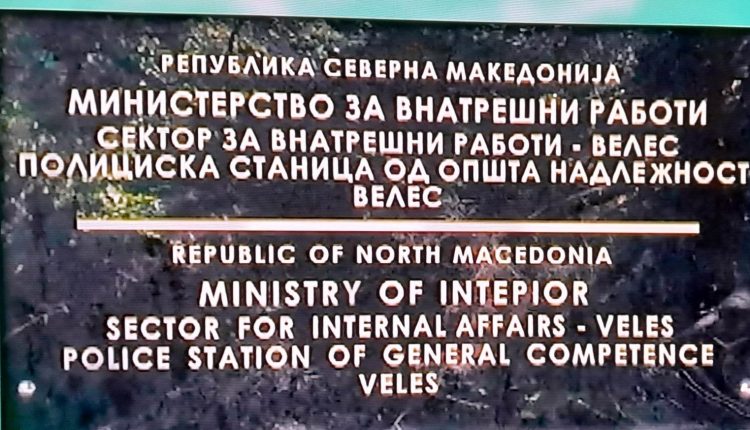 РЕПУБЛИКА СЕВЕРНА МАКЕДОНИЈА
МИНИСТЕРСТВО ЗА ВНАТРЕШНИ РАБОТИ
СЕКТОР ЗА ВНАТРЕШНИ РАБОТИ - ВЕЛЕС
ПОЛИЦИСКА СТАНИЦА ОД ОПШТА НАДЛЕЖНОСТ
ВЕЛЕС
REPUBLIC OF NORTH MACEDONIA
MINISTRY OF INTEPIOR
SECTOR FOR INTERNAL AFFAIRS - VELES
POLICE STATION OF GENERAL COMPETENCE
VELES